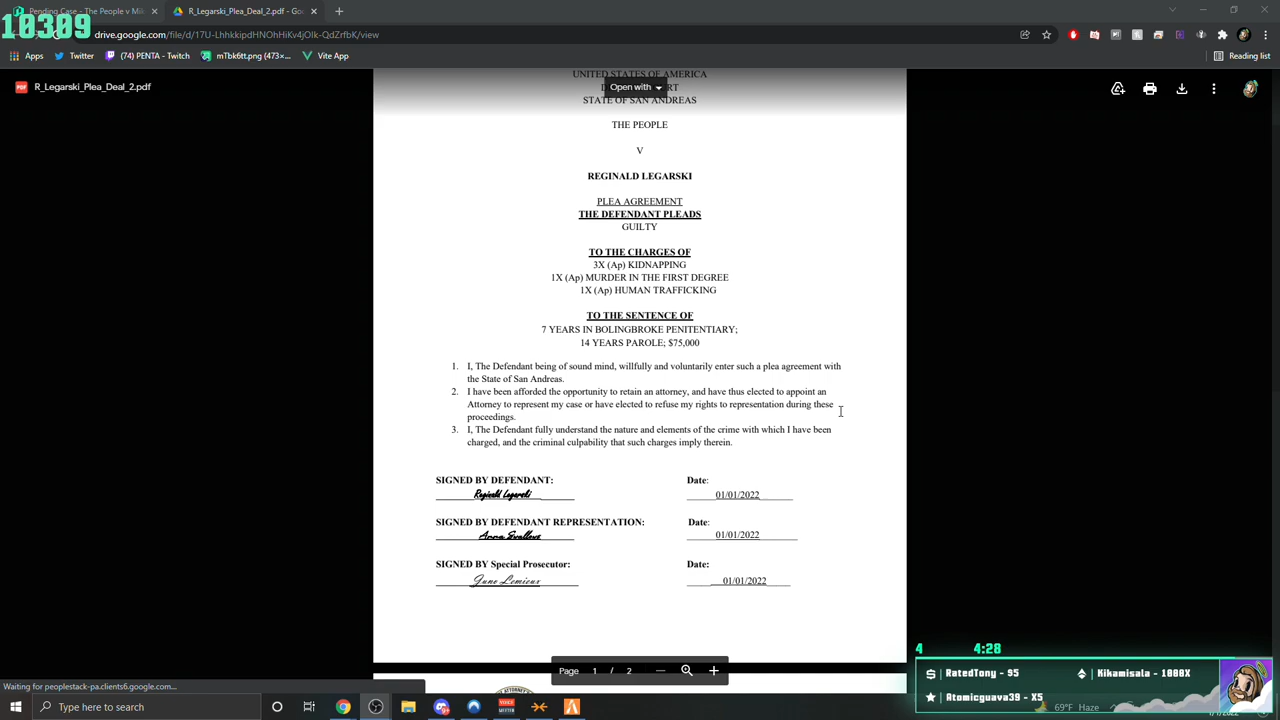 10309
Pending Case - The People v Mi
R_Legarski_Plea_Deal_2.pdf - Go
drive.google.com/file/d/17U-LhhkkipdHNOhHiKv4jOIk-QdZrfbK/view
Apps
Twitter
(74) PENTA - Twitch
mTbk6tt.png (473×...
Vite App
Reading list
R_Legarski_Plea_Deal_2.pdf
Open with
UNITED STATES OF AMERICA
STATE OF SAN ANDREAS
THE PEOPLE
V
REGINALD LEGARSKI
PLEA AGREEMENT
THE DEFENDANT PLEADS
GUILTY
TO THE CHARGES OF
3X (Ap) KIDNAPPING
1X (Ap) MURDER IN THE FIRST DEGREE
1X (Ap) HUMAN TRAFFICKING
TO THE SENTENCE OF
7 YEARS IN BOLINGBROKE PENITENTIARY;
14 YEARS PAROLE; $75,000
1. I, The Defendant being of sound mind, willfully and voluntarily enter such a plea agreement with
the State of San Andreas.
2. I have been afforded the opportunity to retain an attorney, and have thus elected to appoint an
Attorney to represent my case or have elected to refuse my rights to representation during these
proceedings.
3. I, The Defendant fully understand the nature and elements of the crime with which I have been
charged, and the criminal culpability that such charges imply therein.
SIGNED BY DEFENDANT: Date:
Reginald Legarski 01/01/2022
SIGNED BY DEFENDANT REPRESENTATION: Date:
Anna Swallows 01/01/2022
SIGNED BY Special Prosecutor: Date:
June Lemieux 01/01/2022
Page 1 / 2
4 4:28
RatedTony - 95
Kikamisala - 1000X
Atomicguava39 - X5
Waiting for peoplestack-pa.clients6.google.com...
Type here to search
69°F Haze
1/1/2022